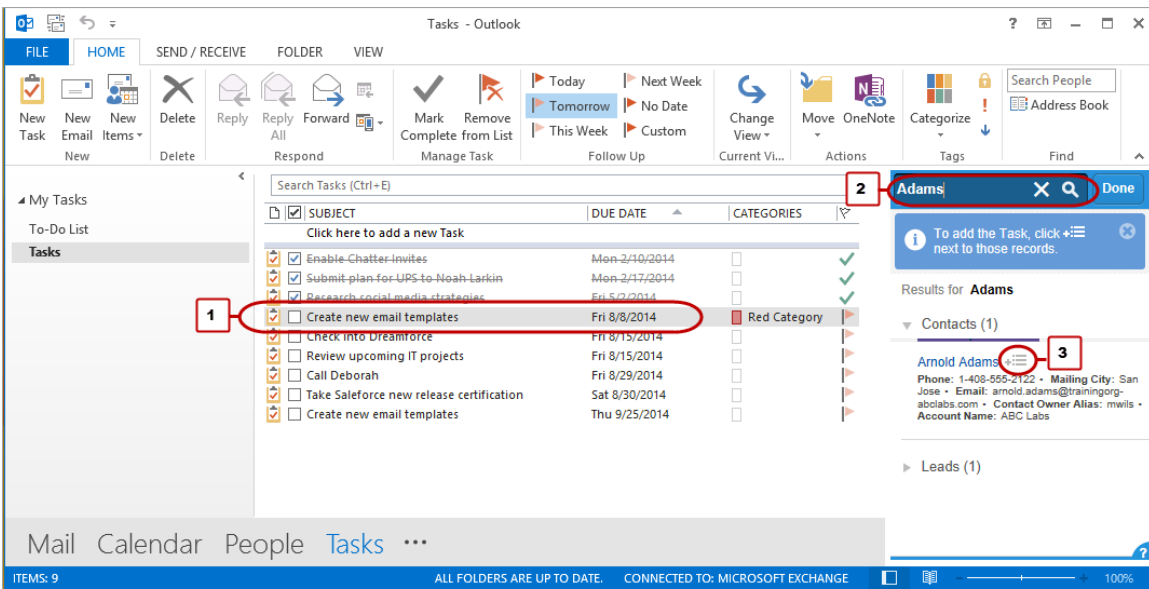 Tasks - Outlook
FILE HOME SEND / RECEIVE FOLDER VIEW
New Task
New Email
New Items
Delete
Reply
Reply All
Forward
Mark Complete
Remove from List
Today
Tomorrow
This Week
Next Week
No Date
Custom
Change View
Move
OneNote
Categorize
Search People
Address Book
New Delete Respond Manage Task Follow Up Current Vi... Actions Tags Find
My Tasks
To-Do List
Tasks
Search Tasks (Ctrl+E)
SUBJECT DUE DATE CATEGORIES
Click here to add a new Task
Enable Chatter Invites Mon 2/10/2014
Submit plan for UPS to Noah Larkin Mon 2/17/2014
Research social media strategies Fri 5/2/2014
1
Create new email templates Fri 8/8/2014 Red Category
Check into Dreamforce Fri 8/15/2014
Review upcoming IT projects Fri 8/15/2014
Call Deborah Fri 8/29/2014
Take Saleforce new release certification Sat 8/30/2014
Create new email templates Thu 9/25/2014
2
Adams Done
To add the Task, click
next to those records.
Results for Adams
Contacts (1)
Arnold Adams
3
Phone: 1-408-555-2122 • Mailing City: San
Jose • Email: arnold.adams@trainingorg-
abclabs.com • Contact Owner Alias: mwils •
Account Name: ABC Labs
Leads (1)
Mail Calendar People Tasks ...
ITEMS: 9 ALL FOLDERS ARE UP TO DATE. CONNECTED TO: MICROSOFT EXCHANGE 100%